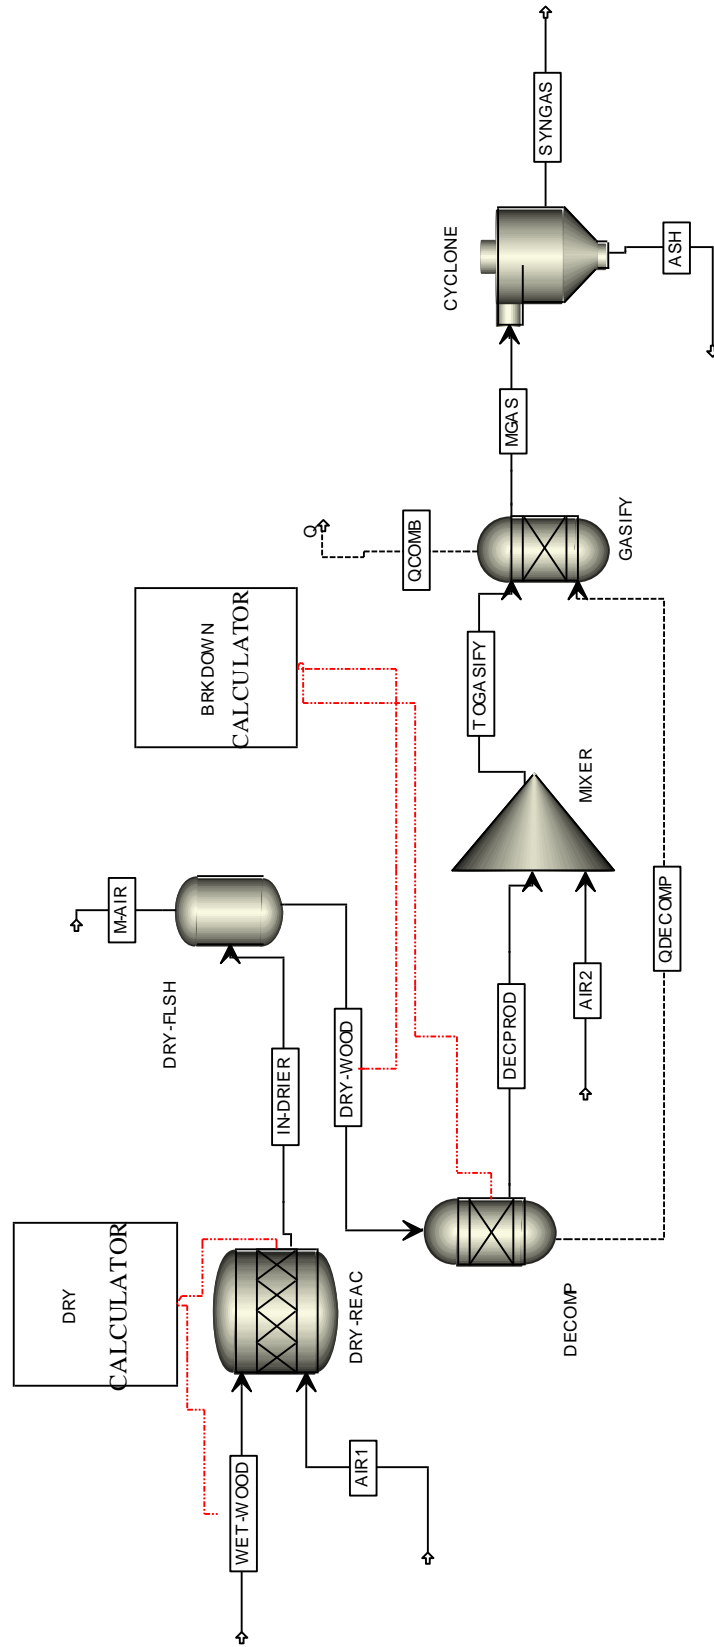 DRY
CALCULATOR
WET-WOOD
AIR1
DRY-REAC
IN-DRIER
DRY-FLSH
M-AIR
DRY-WOOD
BRKDOWN
CALCULATOR
DECOMP
DECPROD
AIR2
MIXER
QDECOMP
TOGASIFY
GASIFY
QCOMB
Q
MGAS
CYCLONE
SYNGAS
ASH